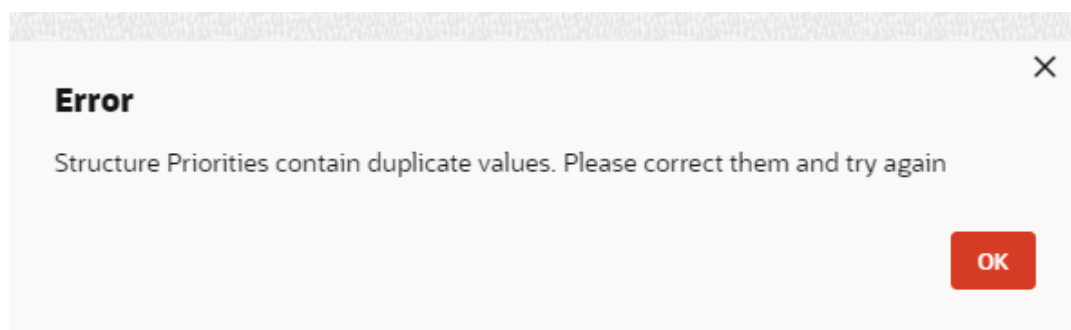 Error
Structure Priorities contain duplicate values. Please correct them and try again
OK